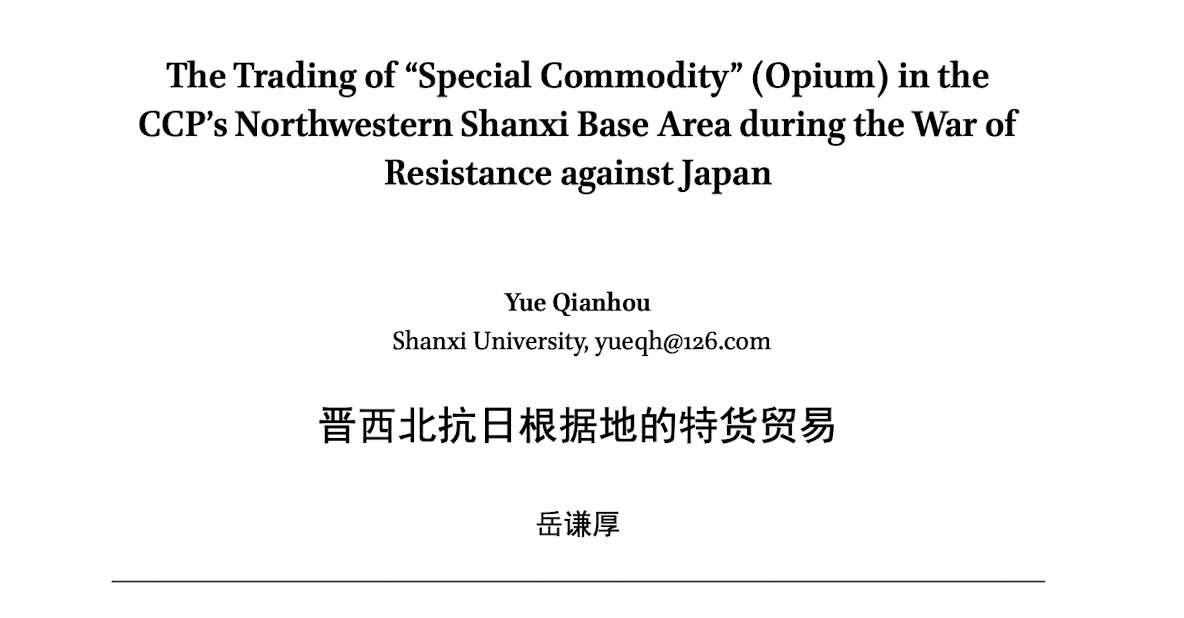 The Trading of “Special Commodity” (Opium) in the
CCP’s Northwestern Shanxi Base Area during the War of
Resistance against Japan
Yue Qianhou
Shanxi University, yueqh@126.com
晋西北抗日根据地的特货贸易
岳谦厚